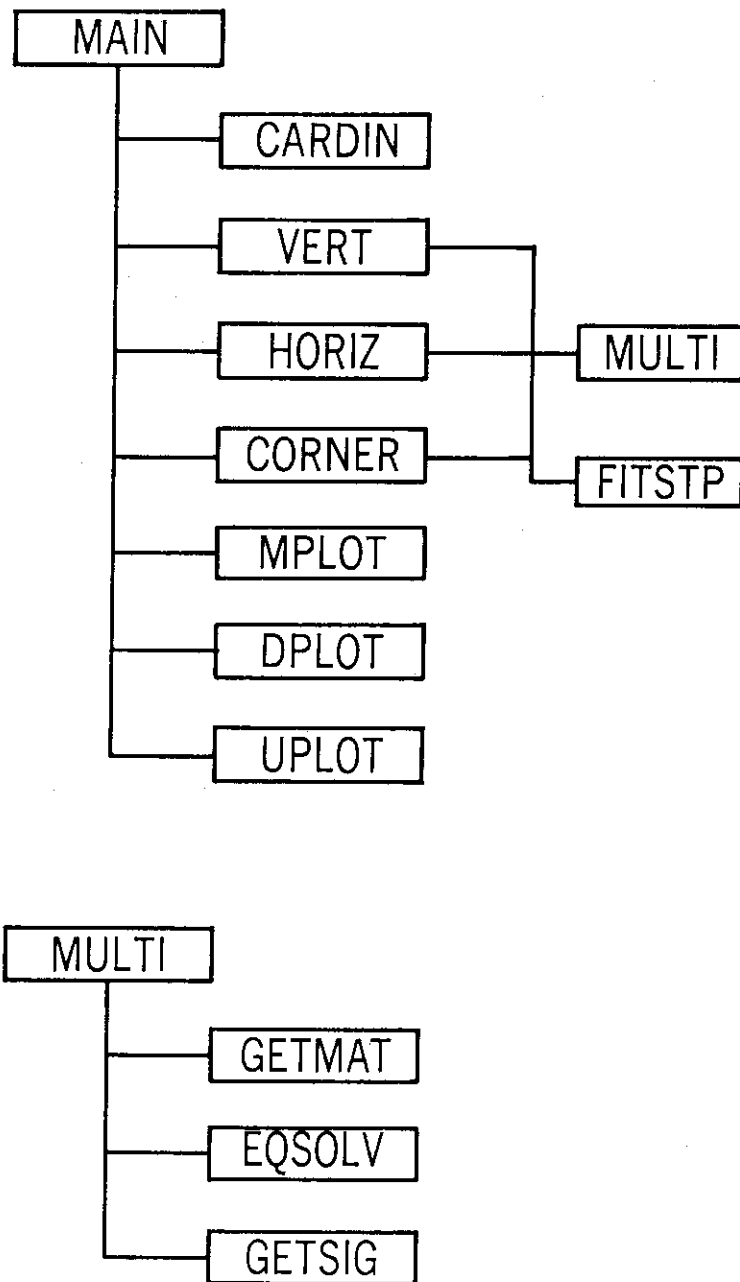 MAIN
CARDIN
VERT
HORIZ
MULTI
CORNER
FITSTP
MPLOT
DPLOT
UPLOT
MULTI
GETMAT
EQSOLV
GETSIG